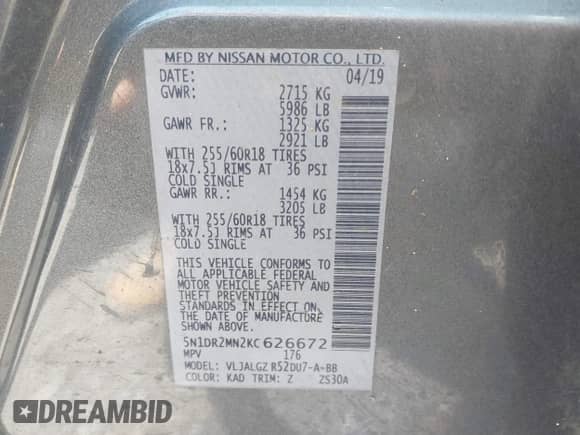 MFD BY NISSAN MOTOR CO., LTD.
DATE: 04/19
GVWR: 2715 KG
5986 LB
GAWR FR.: 1325 KG
2921 LB
WITH 255/60R18 TIRES
18x7.5J RIMS AT 36 PSI
COLD SINGLE
GAWR RR.: 1454 KG
3205 LB
WITH 255/60R18 TIRES
18x7.5J RIMS AT 36 PSI
COLD SINGLE
THIS VEHICLE CONFORMS TO
ALL APPLICABLE FEDERAL
MOTOR VEHICLE SAFETY AND
THEFT PREVENTION
STANDARDS IN EFFECT ON
THE DATE OF MANUFACTURE
SHOWN ABOVE.
5N1DR2MN2KC626672
MPV 176
MODEL: VLJALGZ R52DU7-A-BB
COLOR: KAD TRIM: Z ZS30A
DREAMBID